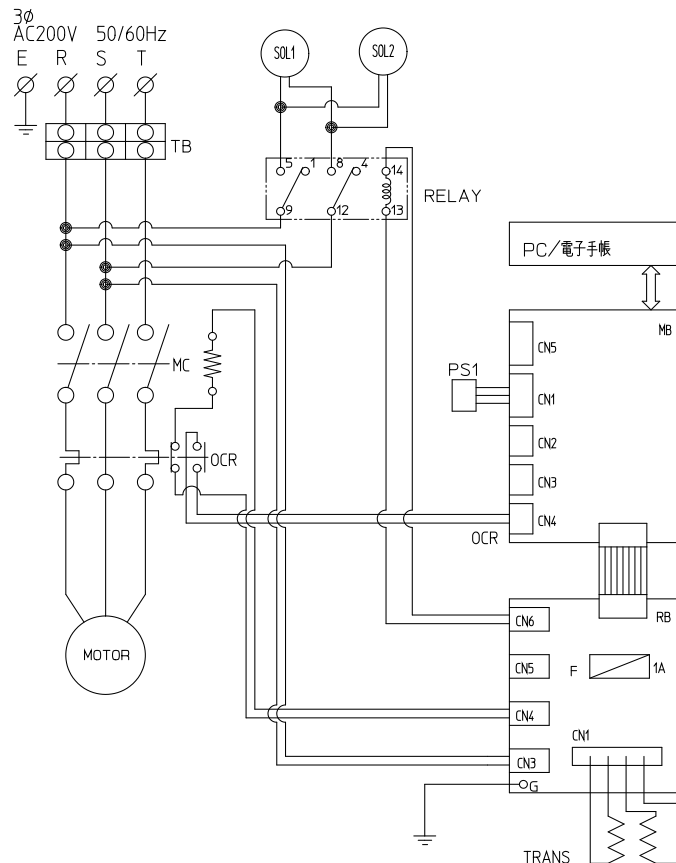 3Ø
AC200V 50/60Hz
E R S T
TB
SOL1
SOL2
5 1 8 4 14
9 12 13
RELAY
PC/電子手帳
MB
CN5
PS1
CN1
CN2
CN3
CN4
OCR
MC
OCR
MOTOR
RB
CN6
CN5
F 1A
CN4
CN1
CN3
G
TRANS